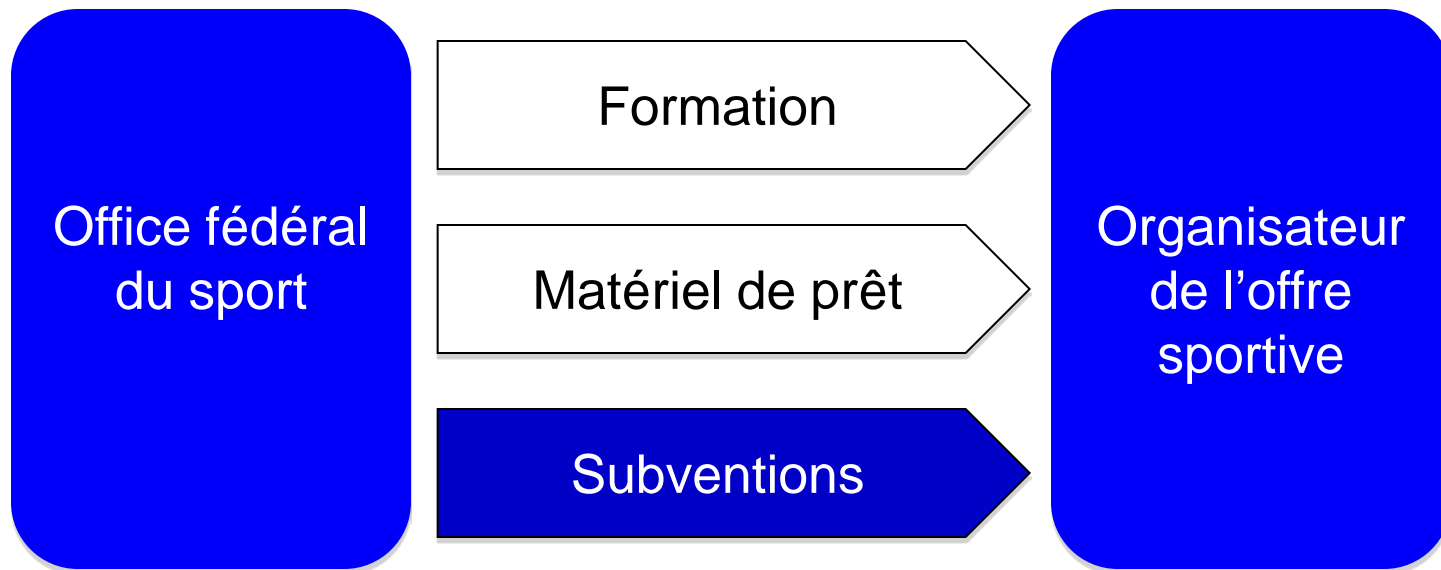 Office fédéral
du sport
Formation
Matériel de prêt
Subventions
Organisateur
de l’offre
sportive